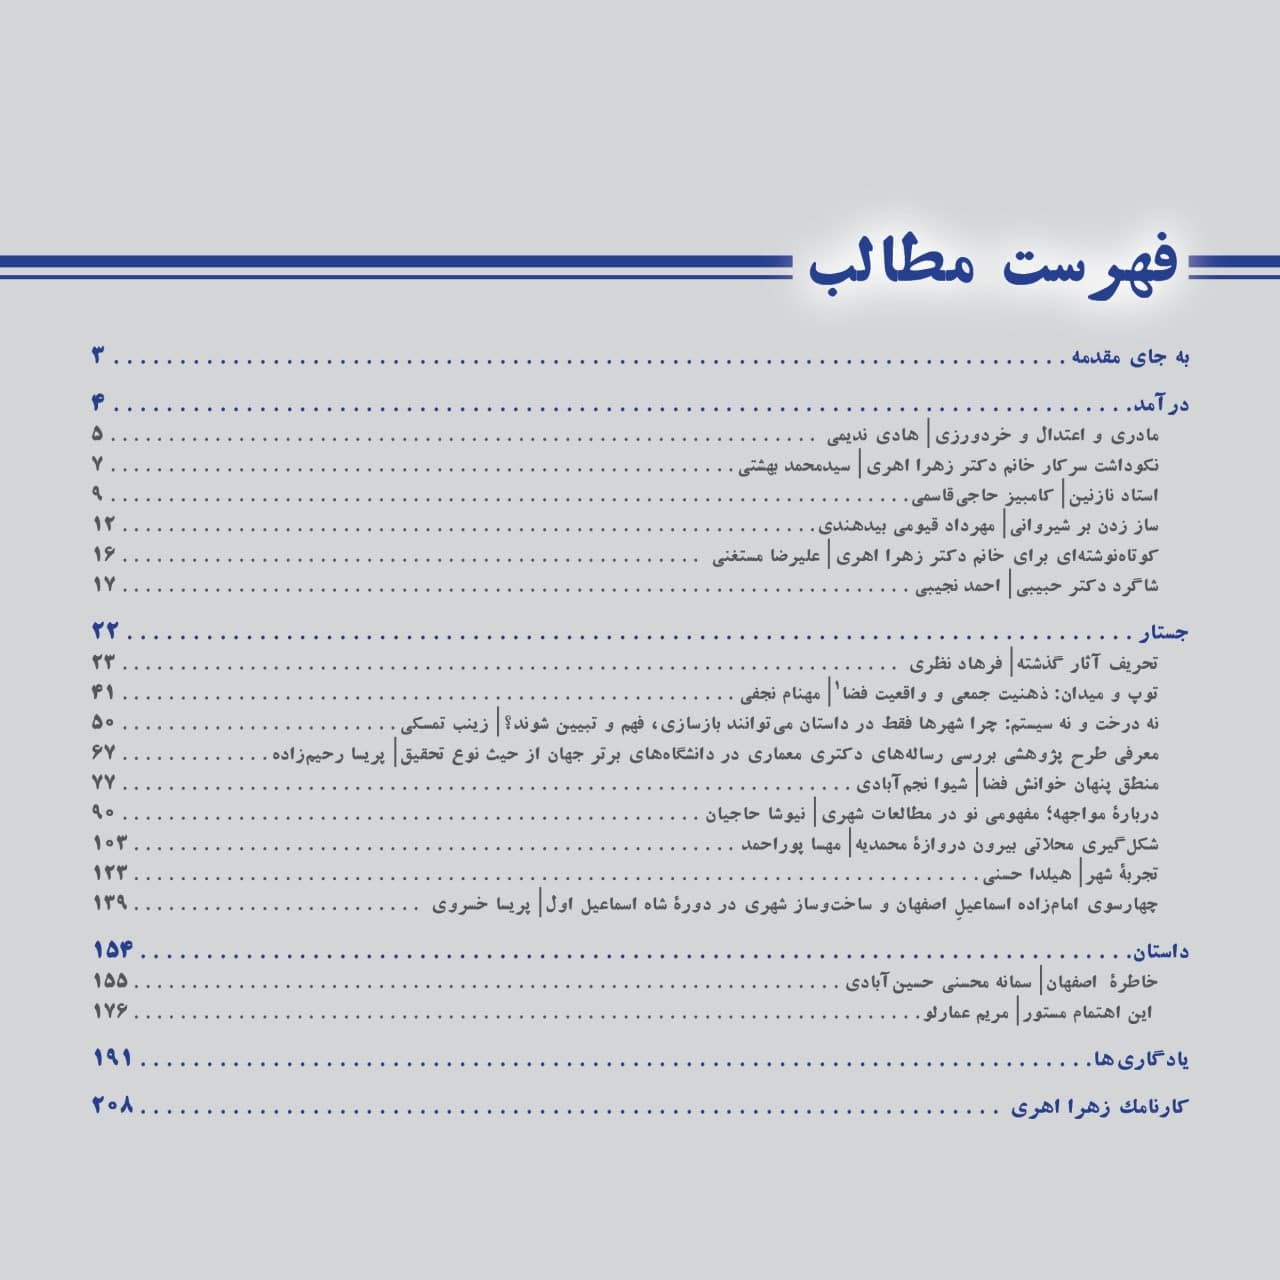 فهرست مطالب
به جای مقدمه ........ ۳
درآمد ........ ۴
مادری و اعتدال و خردورزی| هادی ندیمی ........ ۵
نکوداشت سرکار خانم دکتر زهرا اهری| سیدمحمد بهشتی ........ ۷
استاد نازنین| کامبیز حاجی‌قاسمی ........ ۹
ساز زدن بر شیروانی| مهرداد قیومی بیدهندی ........ ۱۲
کوتاه‌نوشته‌ای برای خانم دکتر زهرا اهری| علیرضا مستغنی ........ ۱۶
شاگرد دکتر حبیبی| احمد نجیبی ........ ۱۷
جستار ........ ۲۲
تحریف آثار گذشته| فرهاد نظری ........ ۲۳
توپ و میدان: ذهنیت جمعی و واقعیت فضا۱| مهنام نجفی ........ ۴۱
نه درخت و نه سیستم: چرا شهرها فقط در داستان می‌توانند بازسازی، فهم و تبیین شوند؟| زینب تمسکی ........ ۵۰
معرفی طرح پژوهشی بررسی رساله‌های دکتری معماری در دانشگاه‌های برتر جهان از حیث نوع تحقیق| پریسا رحیم‌زاده ........ ۶۷
منطق پنهان خوانش فضا| شیوا نجم‌آبادی ........ ۷۷
دربارهٔ مواجهه؛ مفهومی نو در مطالعات شهری| نیوشا حاجیان ........ ۹۰
شکل‌گیری محلاتی بیرون دروازهٔ محمدیه| مهسا پوراحمد ........ ۱۰۳
تجربهٔ شهر| هیلدا حسنی ........ ۱۲۳
چهارسوی امام‌زاده اسماعیلِ اصفهان و ساخت‌وساز شهری در دورهٔ شاه اسماعیل اول| پریسا خسروی ........ ۱۳۹
داستان ........ ۱۵۴
خاطرهٔ اصفهان| سمانه محسنی حسین‌آبادی ........ ۱۵۵
این اهتمام مستور| مریم عمارلو ........ ۱۷۶
یادگاری‌ها ........ ۱۹۱
کارنامك زهرا اهری ........ ۲۰۸